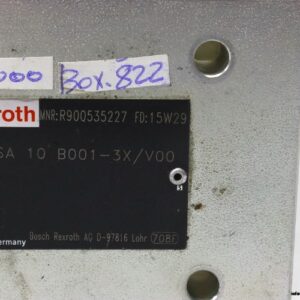 000 BOX.822
roth MNR:R900535227 FD:15W29
SA 10 B001-3X/V00
Germany Bosch Rexroth AG D-97816 Lohr 7081